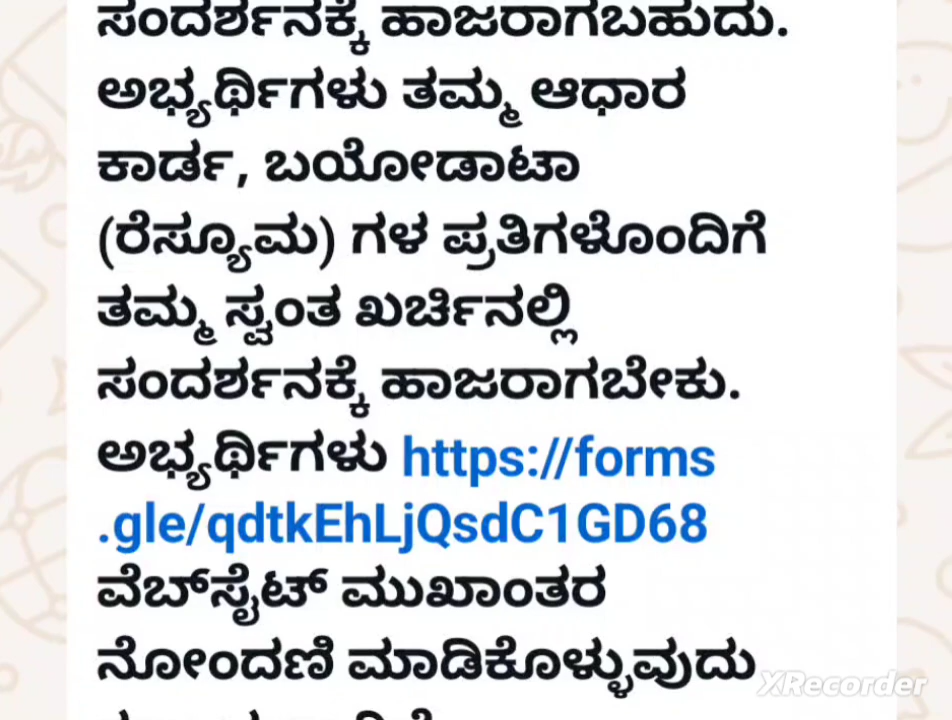 ಸಂದರ್ಶನಕ್ಕೆ ಹಾಜರಾಗಬಹುದು.
ಅಭ್ಯರ್ಥಿಗಳು ತಮ್ಮ ಆಧಾರ
ಕಾರ್ಡ, ಬಯೋಡಾಟಾ
(ರೆಸ್ಯೂಮ) ಗಳ ಪ್ರತಿಗಳೊಂದಿಗೆ
ತಮ್ಮ ಸ್ವಂತ ಖರ್ಚಿನಲ್ಲಿ
ಸಂದರ್ಶನಕ್ಕೆ ಹಾಜರಾಗಬೇಕು.
ಅಭ್ಯರ್ಥಿಗಳು https://forms
.gle/qdtkEhLjQsdC1GD68
ವೆಬ್‌ಸೈಟ್ ಮುಖಾಂತರ
ನೋಂದಣಿ ಮಾಡಿಕೊಳ್ಳುವುದು
XRecorder